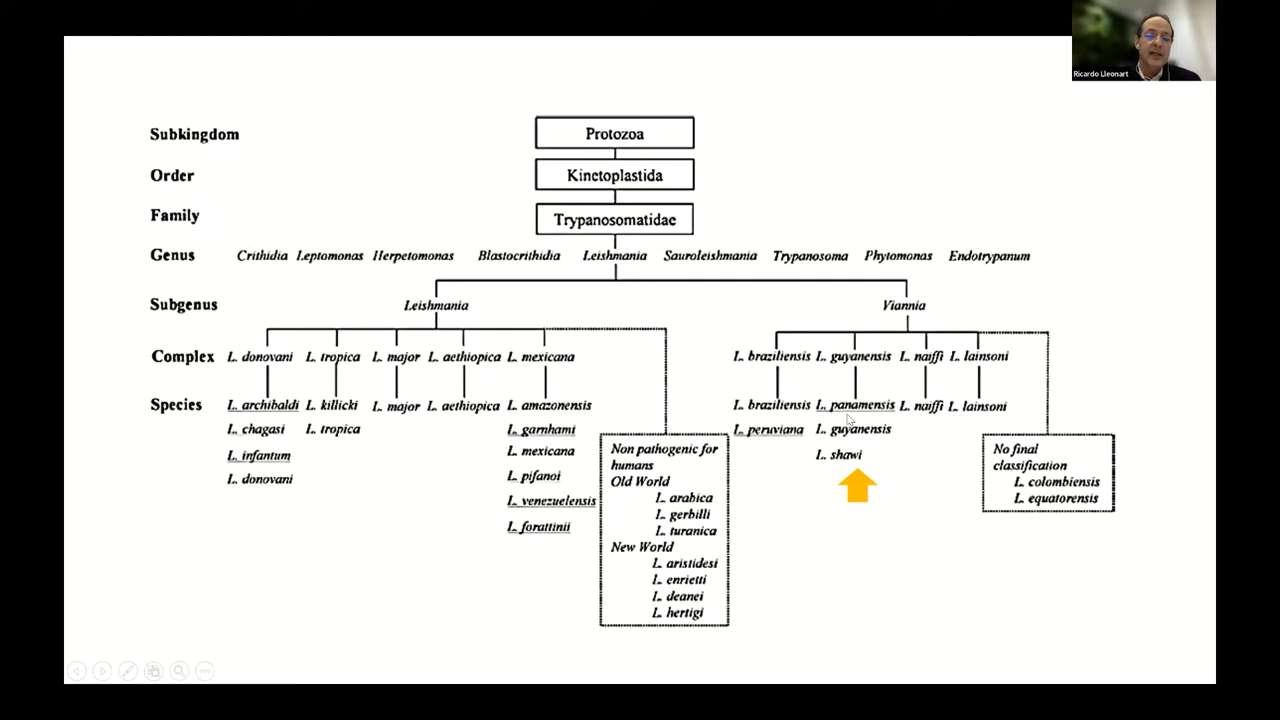 Ricardo Lleonart
Subkingdom Protozoa
Order Kinetoplastida
Family Trypanosomatidae
Genus Crithidia Leptomonas Herpetomonas Blastocrithidia Leishmania Sauroleishmania Trypanosoma Phytomonas Endotrypanum
Subgenus Leishmania Viannia
Complex L. donovani L. tropica L. major L. aethiopica L. mexicana L. braziliensis L. guyanensis L. naiffi L. lainsoni
Species L. archibaldi L. killicki L. major L. aethiopica L. amazonensis L. braziliensis L. panamensis L. naiffi L. lainsoni
L. chagasi L. tropica L. garnhami L. peruviana L. guyanensis
L. infantum L. mexicana L. shawi
L. donovani L. pifanoi
L. venezuelensis
L. forattinii
Non pathogenic for
humans
Old World
L. arabica
L. gerbilli
L. turanica
New World
L. aristidesi
L. enrietti
L. deanei
L. hertigi
No final
classification
L. colombiensis
L. equatorensis